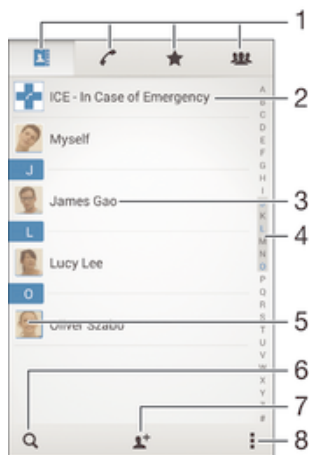 1
ICE - In Case of Emergency
2
Myself
J
James Gao
3
L
Lucy Lee
O
Oliver Szabo
A
B
C
D
E
F
G
H
I
J
K
L
M
N
O
P
Q
R
S
T
U
V
W
X
Y
Z
#
4
5
6
7
8